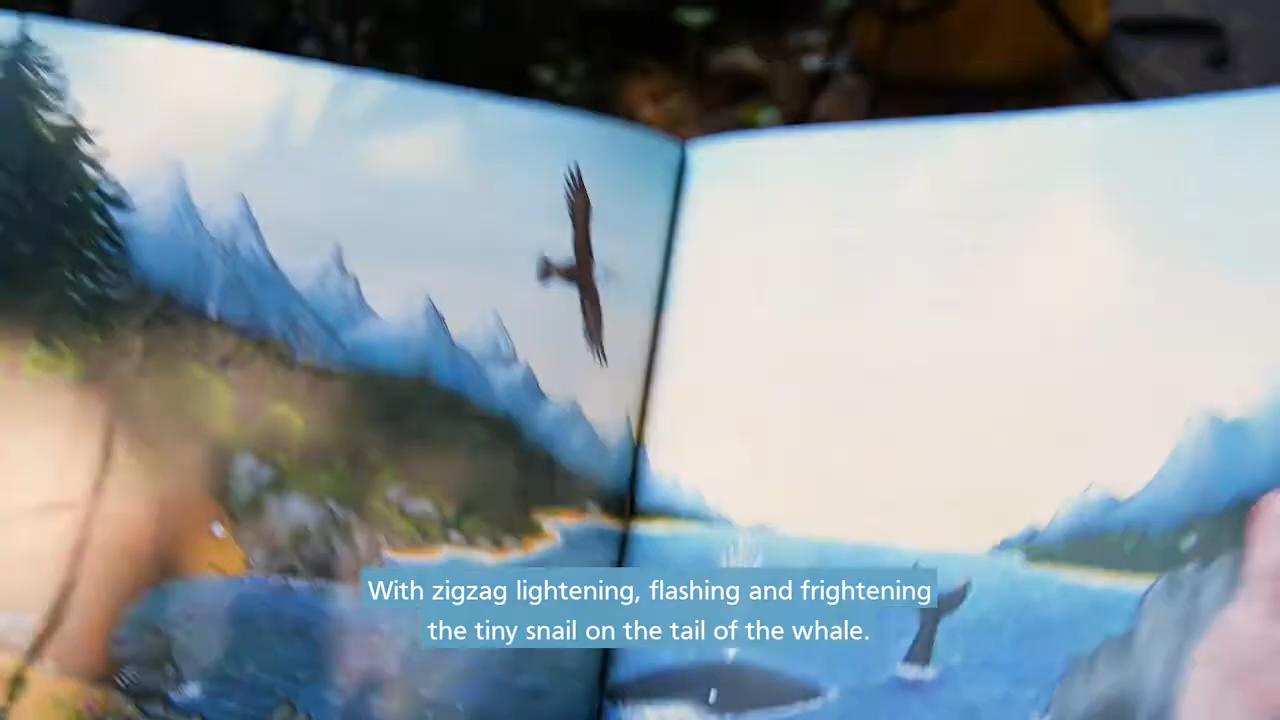 With zigzag lightening, flashing and frightening
the tiny snail on the tail of the whale.